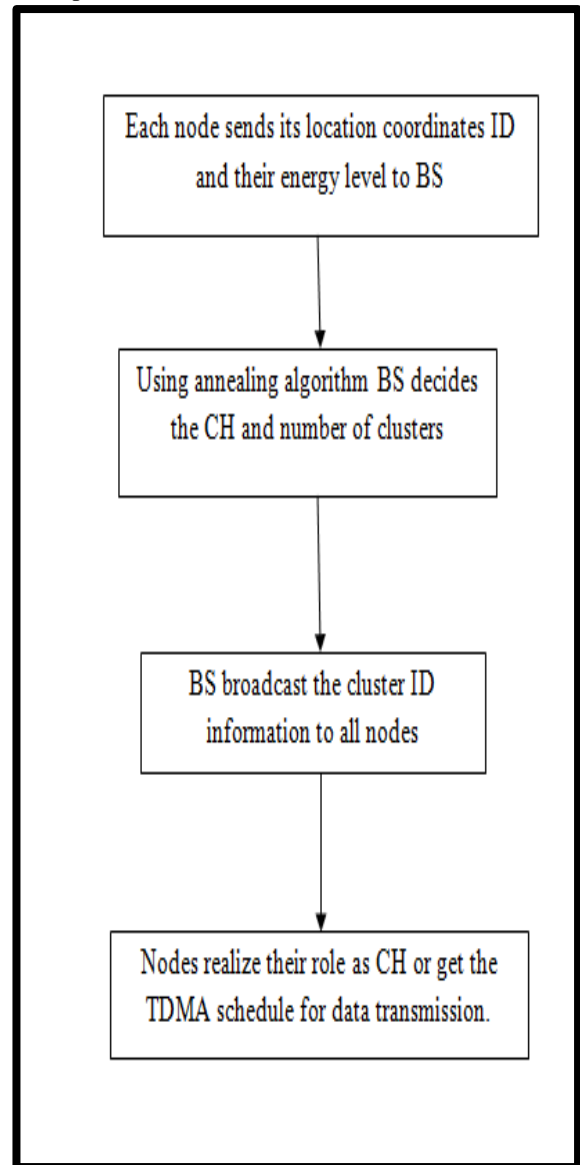 Each node sends its location coordinates ID
and their energy level to BS
Using annealing algorithm BS decides
the CH and number of clusters
BS broadcast the cluster ID
information to all nodes
Nodes realize their role as CH or get the
TDMA schedule for data transmission.